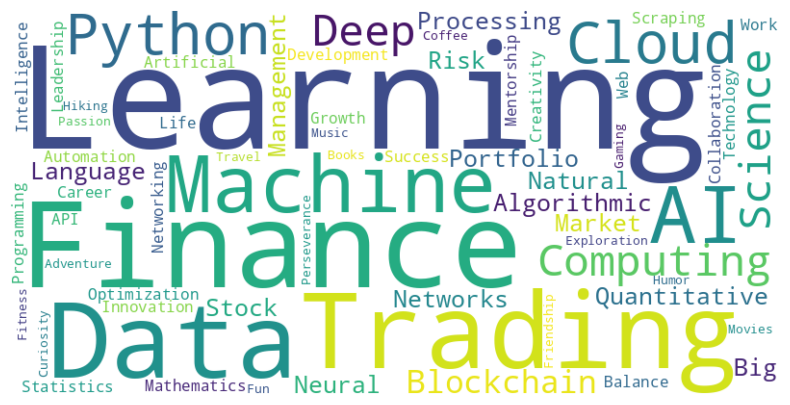 Python
Deep
Processing
Coffee
Scraping
Work
Cloud
Intelligence
Leadership
Artificial
Management
Development
Risk
Mentorship
Creativity
Web
Collaboration
Technology
Science
Learning
Hiking
Passion
Life
Growth
Music
Gaming
Automation
Travel
Books
Success
Portfolio
Language
Networking
Machine
Natural
Career
Algorithmic
AI
API
Programming
Market
Finance
Perseverance
Exploration
Adventure
Computing
Humor
Fitness
Curiosity
Optimization
Innovation
Stock
Networks
Quantitative
Data
Trading
Friendship
Movies
Big
Statistics
Mathematics
Fun
Neural
Blockchain
Balance